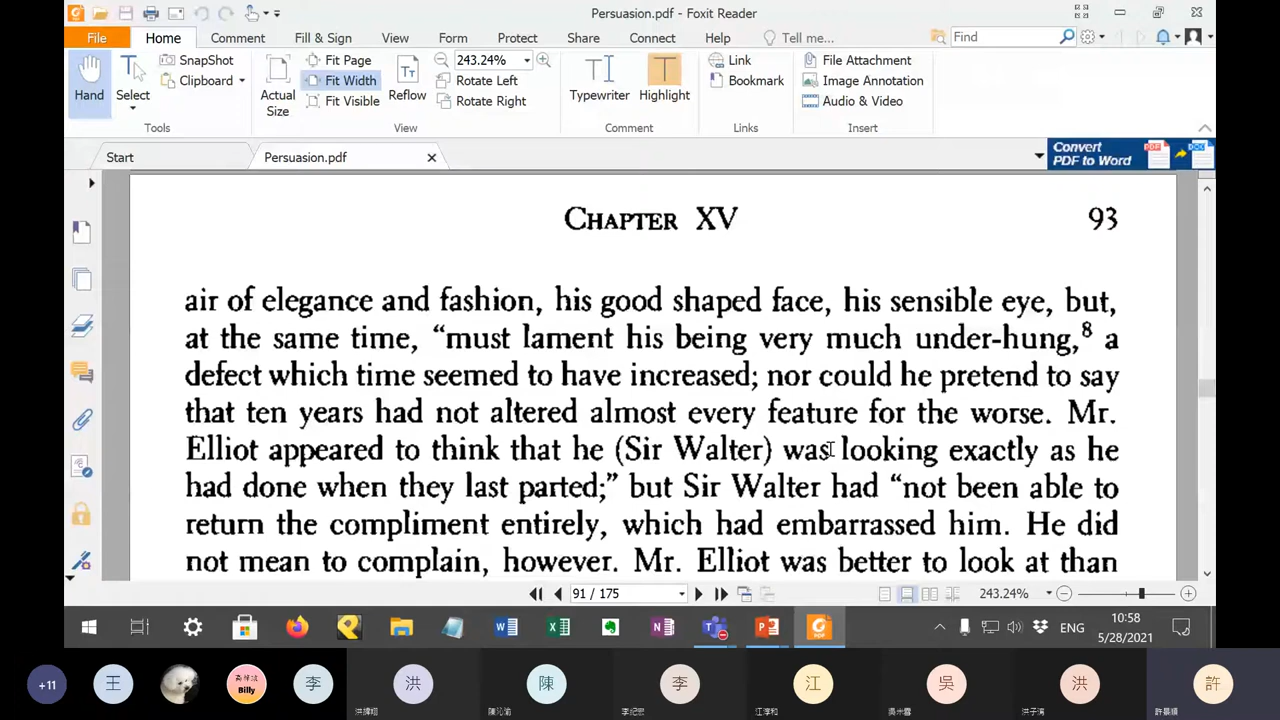 Persuasion.pdf - Foxit Reader
File Home Comment Fill & Sign View Form Protect Share Connect Help Tell me... Find
Hand
Select
SnapShot
Clipboard
Actual Size
Fit Page
Fit Width
Fit Visible
Reflow
243.24%
Rotate Left
Rotate Right
Typewriter
Highlight
Link
Bookmark
File Attachment
Image Annotation
Audio & Video
Tools View Comment Links Insert
Start Persuasion.pdf
Convert
PDF to Word
PDF DOC
CHAPTER XV 93
air of elegance and fashion, his good shaped face, his sensible eye, but,
at the same time, “must lament his being very much under-hung,⁸ a
defect which time seemed to have increased; nor could he pretend to say
that ten years had not altered almost every feature for the worse. Mr.
Elliot appeared to think that he (Sir Walter) was looking exactly as he
had done when they last parted;” but Sir Walter had “not been able to
return the compliment entirely, which had embarrassed him. He did
not mean to complain, however. Mr. Elliot was better to look at than
91 / 175 243.24%
ENG 10:58
5/28/2021
+11 王 Billy 李 洪 陳 李 江 吳 洪 許
江淳和